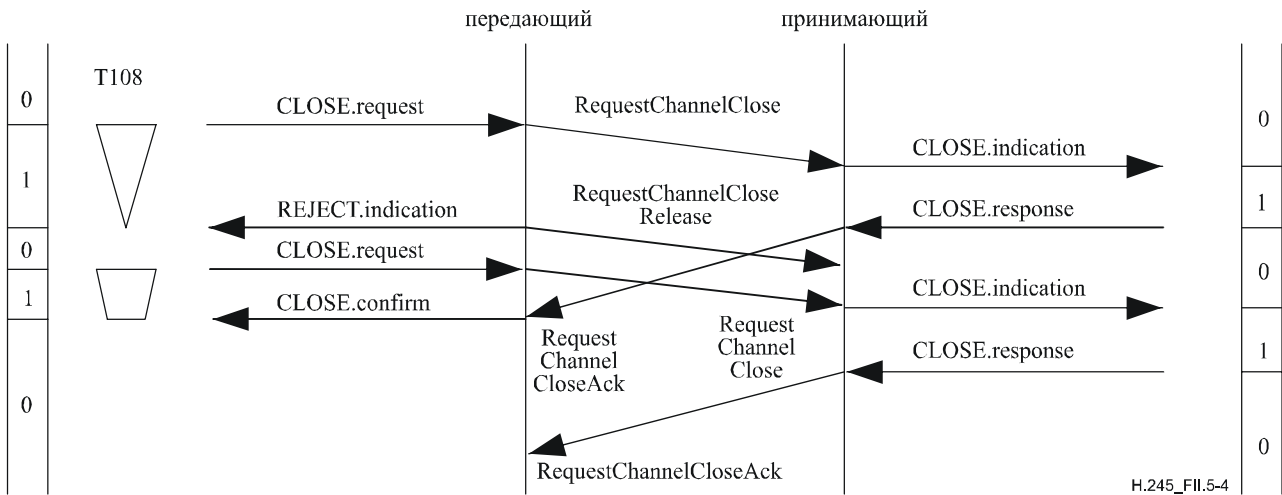 передающий
принимающий
T108
0
CLOSE.request
RequestChannelClose
0
CLOSE.indication
1
RequestChannelClose
Release
REJECT.indication
CLOSE.response
1
0
CLOSE.request
0
1
CLOSE.confirm
CLOSE.indication
Request
Channel
CloseAck
Request
Channel
Close
CLOSE.response
1
0
0
RequestChannelCloseAck
H.245_FII.5-4